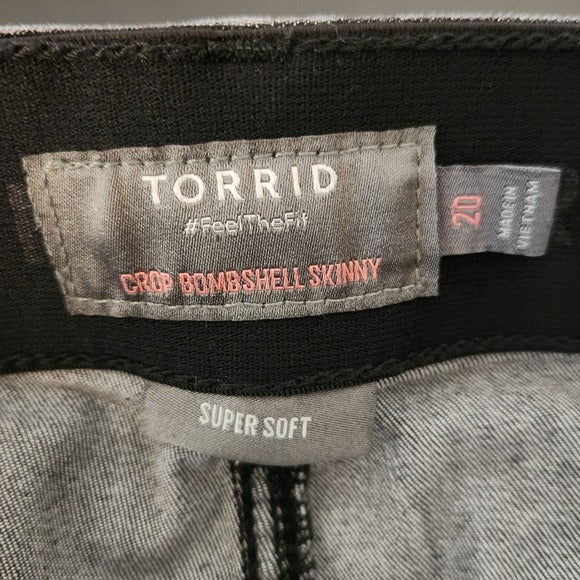 TORRID
#FeelTheFit
CROP BOMBSHELL SKINNY
20
MADE IN
VIETNAM
SUPER SOFT